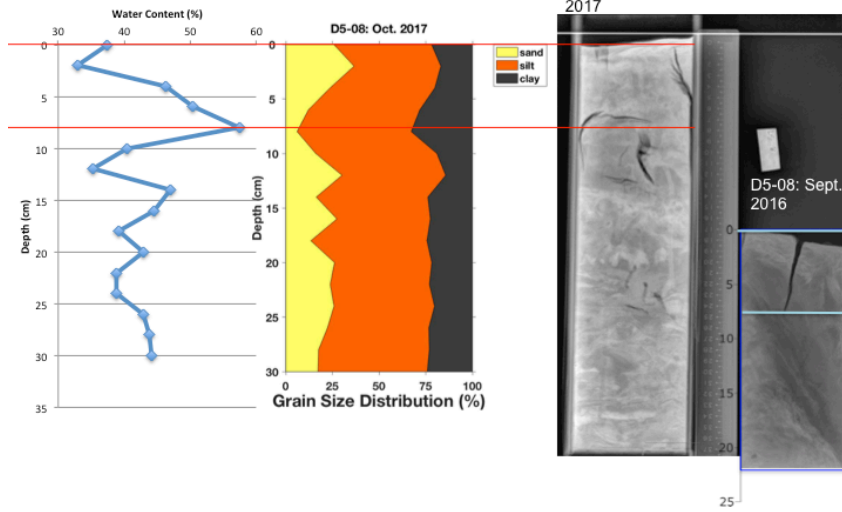 Water Content (%)
30 40 50 60
0
5
10
15
20
25
30
35
Depth (cm)
D5-08: Oct. 2017
sand
silt
clay
0
5
10
15
20
25
30
Depth (cm)
0 25 50 75 100
Grain Size Distribution (%)
2017
D5-08: Sept.
2016
0
5
10
15
20
25